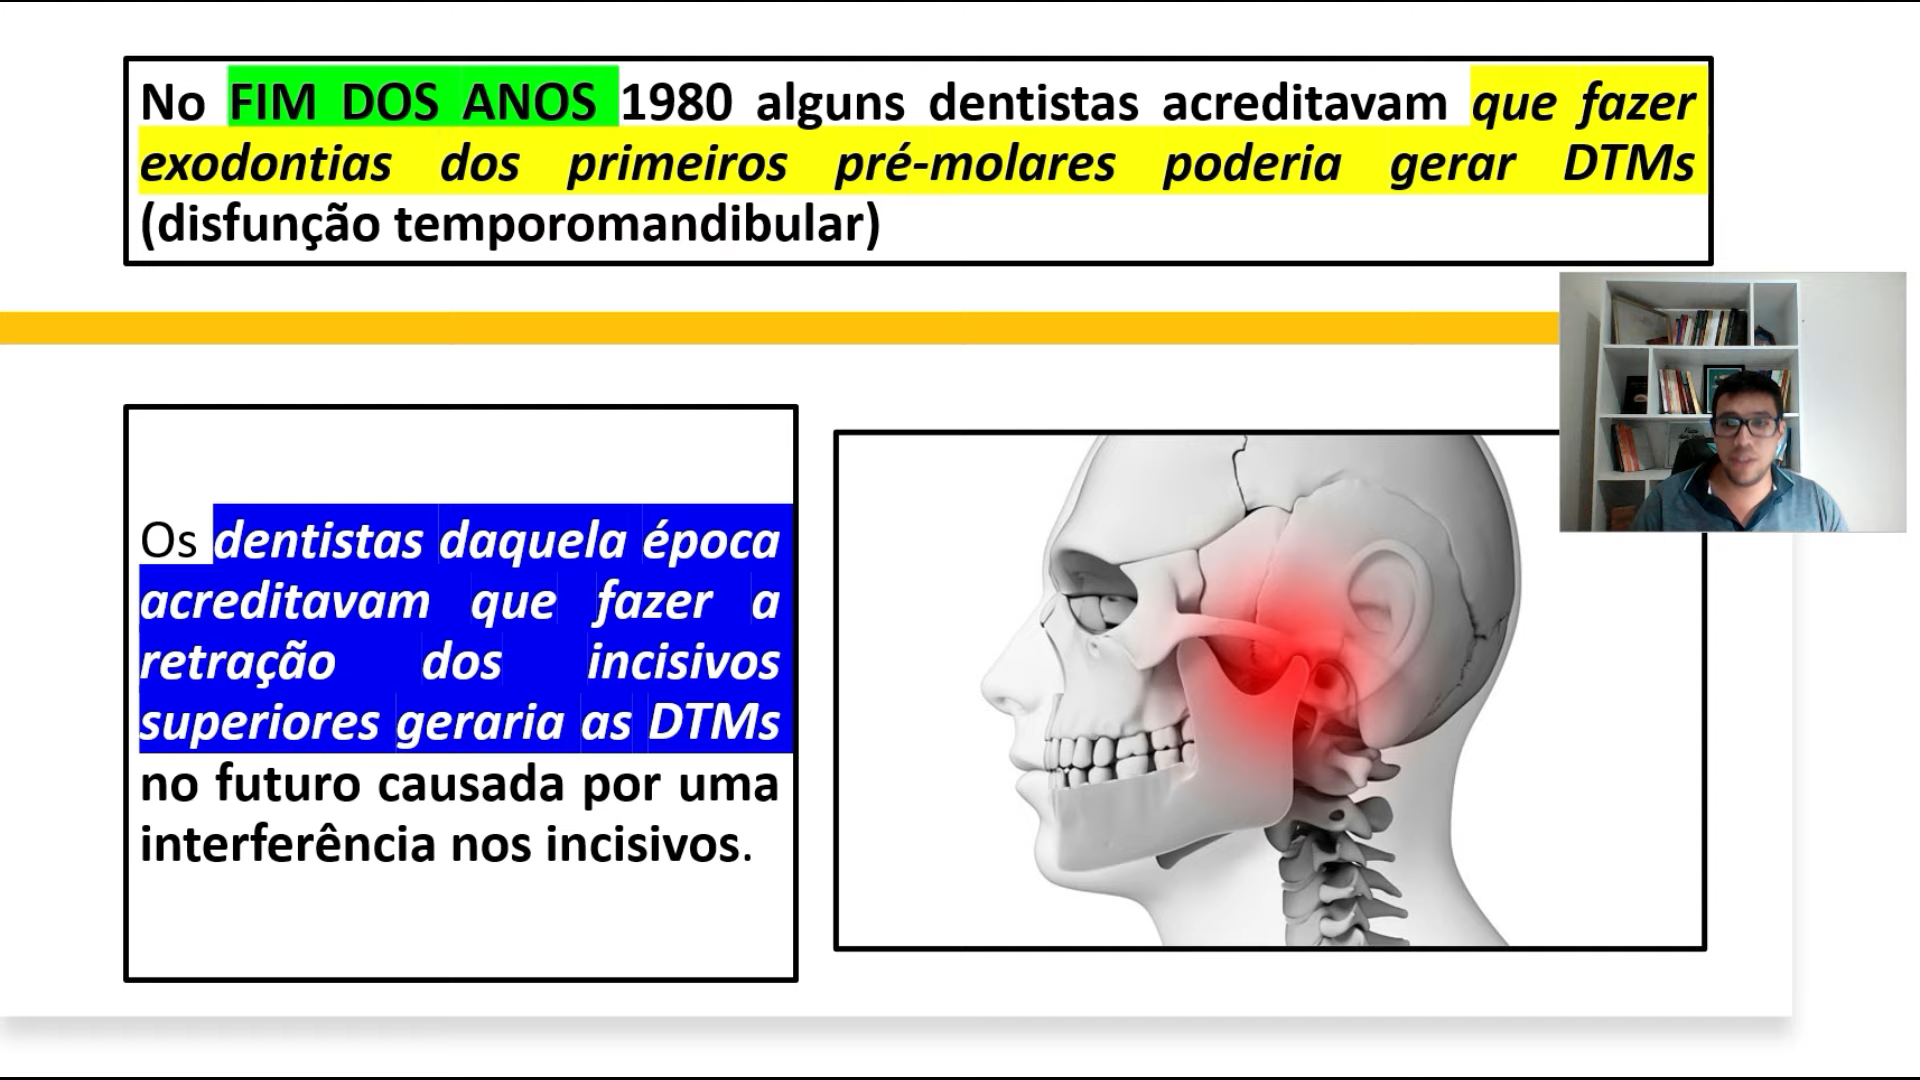 No FIM DOS ANOS 1980 alguns dentistas acreditavam que fazer
exodontias dos primeiros pré-molares poderia gerar DTMs
(disfunção temporomandibular)
Os dentistas daquela época
acreditavam que fazer a
retração dos incisivos
superiores geraria as DTMs
no futuro causada por uma
interferência nos incisivos.